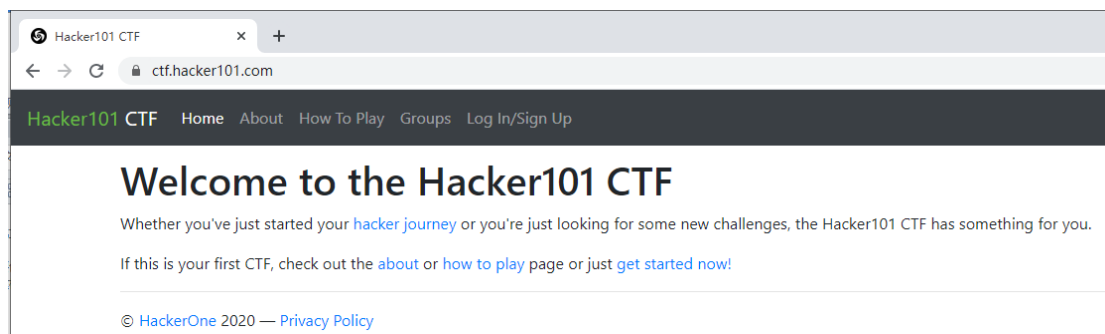 Hacker101 CTF
ctf.hacker101.com
Hacker101 CTF Home About How To Play Groups Log In/Sign Up
Welcome to the Hacker101 CTF
Whether you've just started your hacker journey or you're just looking for some new challenges, the Hacker101 CTF has something for you.
If this is your first CTF, check out the about or how to play page or just get started now!
© HackerOne 2020 — Privacy Policy